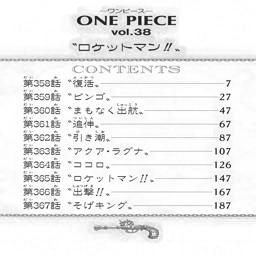 ーワンピースー
ONE PIECE
vol.38
〝ロケットマン!!〟
CONTENTS
第358話〝復活〟 7
第359話〝ビンゴ〟 27
第360話〝まもなく出航〟 47
第361話〝追伸〟 67
第362話〝引き潮〟 87
第363話〝アクア・ラグナ〟 107
第364話〝ココロ〟 126
第365話〝ロケットマン!!〟 147
第366話〝出撃!!〟 167
第367話〝そげキング〟 187